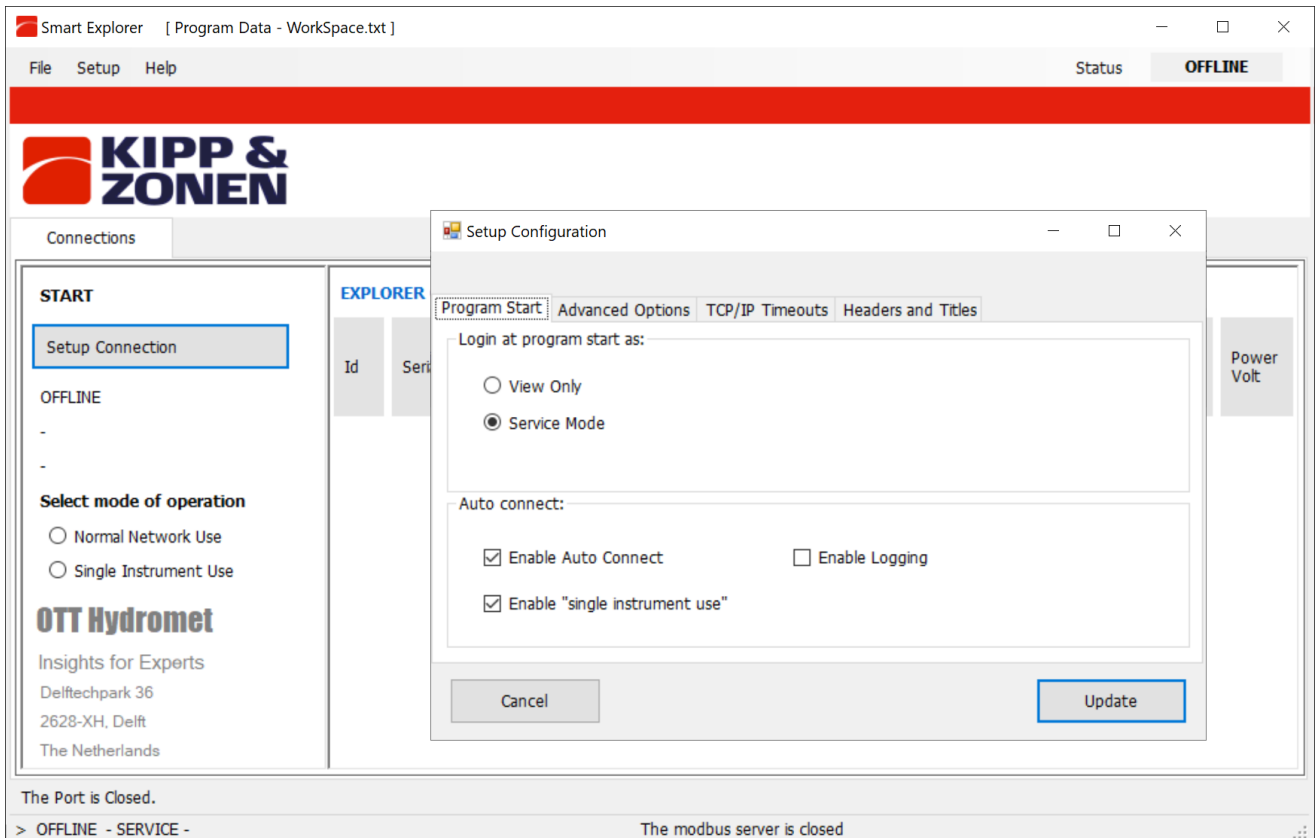 Smart Explorer [ Program Data - WorkSpace.txt ]
File Setup Help Status OFFLINE
KIPP &
ZONEN
Connections
START
Setup Connection
OFFLINE
-
-
Select mode of operation
Normal Network Use
Single Instrument Use
OTT Hydromet
Insights for Experts
Delftechpark 36
2628-XH, Delft
The Netherlands
EXPLORER
Id
Power
Volt
Setup Configuration
Program Start Advanced Options TCP/IP Timeouts Headers and Titles
Login at program start as:
View Only
Service Mode
Auto connect:
Enable Auto Connect Enable Logging
Enable "single instrument use"
Cancel Update
The Port is Closed.
> OFFLINE - SERVICE - The modbus server is closed